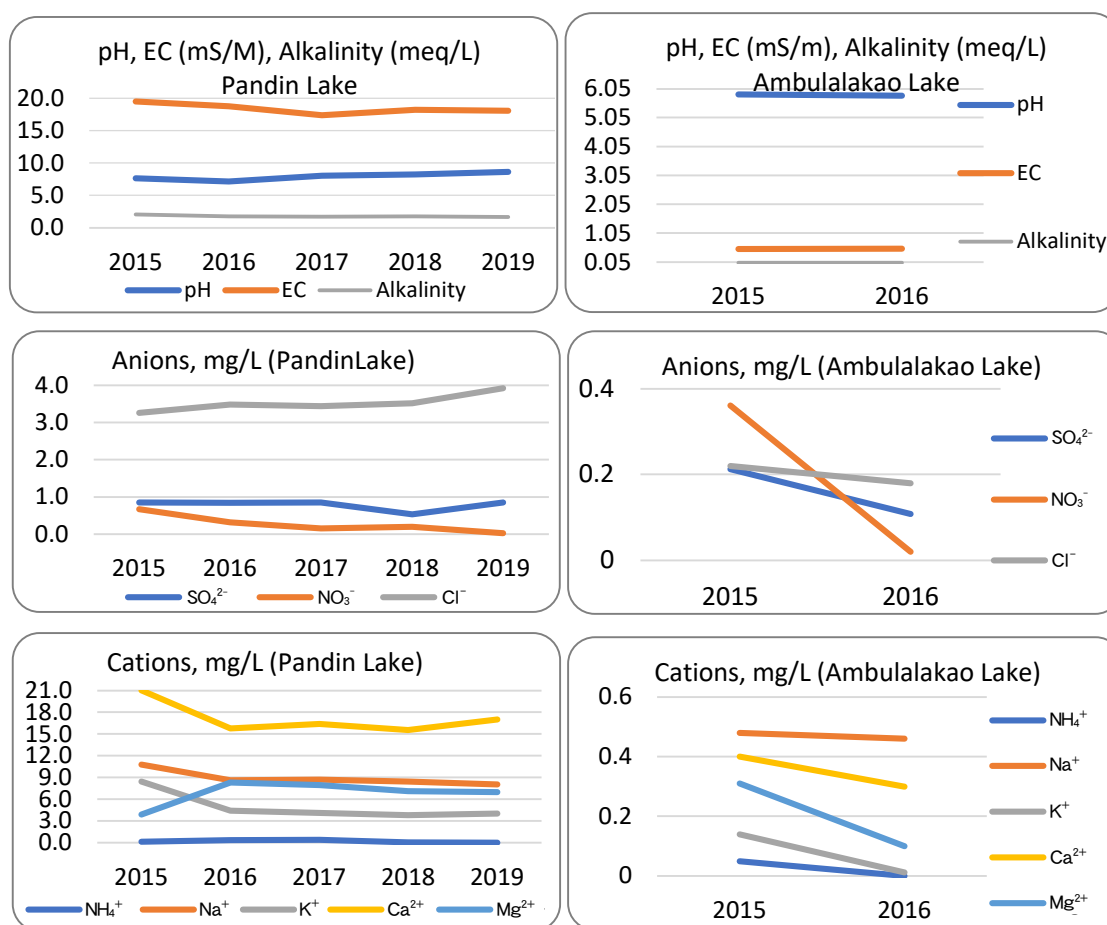 pH, EC (mS/M), Alkalinity (meq/L)
Pandin Lake
20.0
15.0
10.0
5.0
0.0
2015 2016 2017 2018 2019
pH EC Alkalinity
pH, EC (mS/m), Alkalinity (meq/L)
Ambulalakao Lake
6.05
5.05
4.05
3.05
2.05
1.05
0.05
2015 2016
pH
EC
Alkalinity
Anions, mg/L (PandinLake)
4.0
3.0
2.0
1.0
0.0
2015 2016 2017 2018 2019
SO₄²⁻ NO₃⁻ Cl⁻
Anions, mg/L (Ambulalakao Lake)
0.4
0.2
0
2015 2016
SO₄²⁻
NO₃⁻
Cl⁻
Cations, mg/L (Pandin Lake)
21.0
18.0
15.0
12.0
9.0
6.0
3.0
0.0
2015 2016 2017 2018 2019
NH₄⁺ Na⁺ K⁺ Ca²⁺ Mg²⁺
Cations, mg/L (Ambulalakao Lake)
0.6
0.4
0.2
0
2015 2016
NH₄⁺
Na⁺
K⁺
Ca²⁺
Mg²⁺